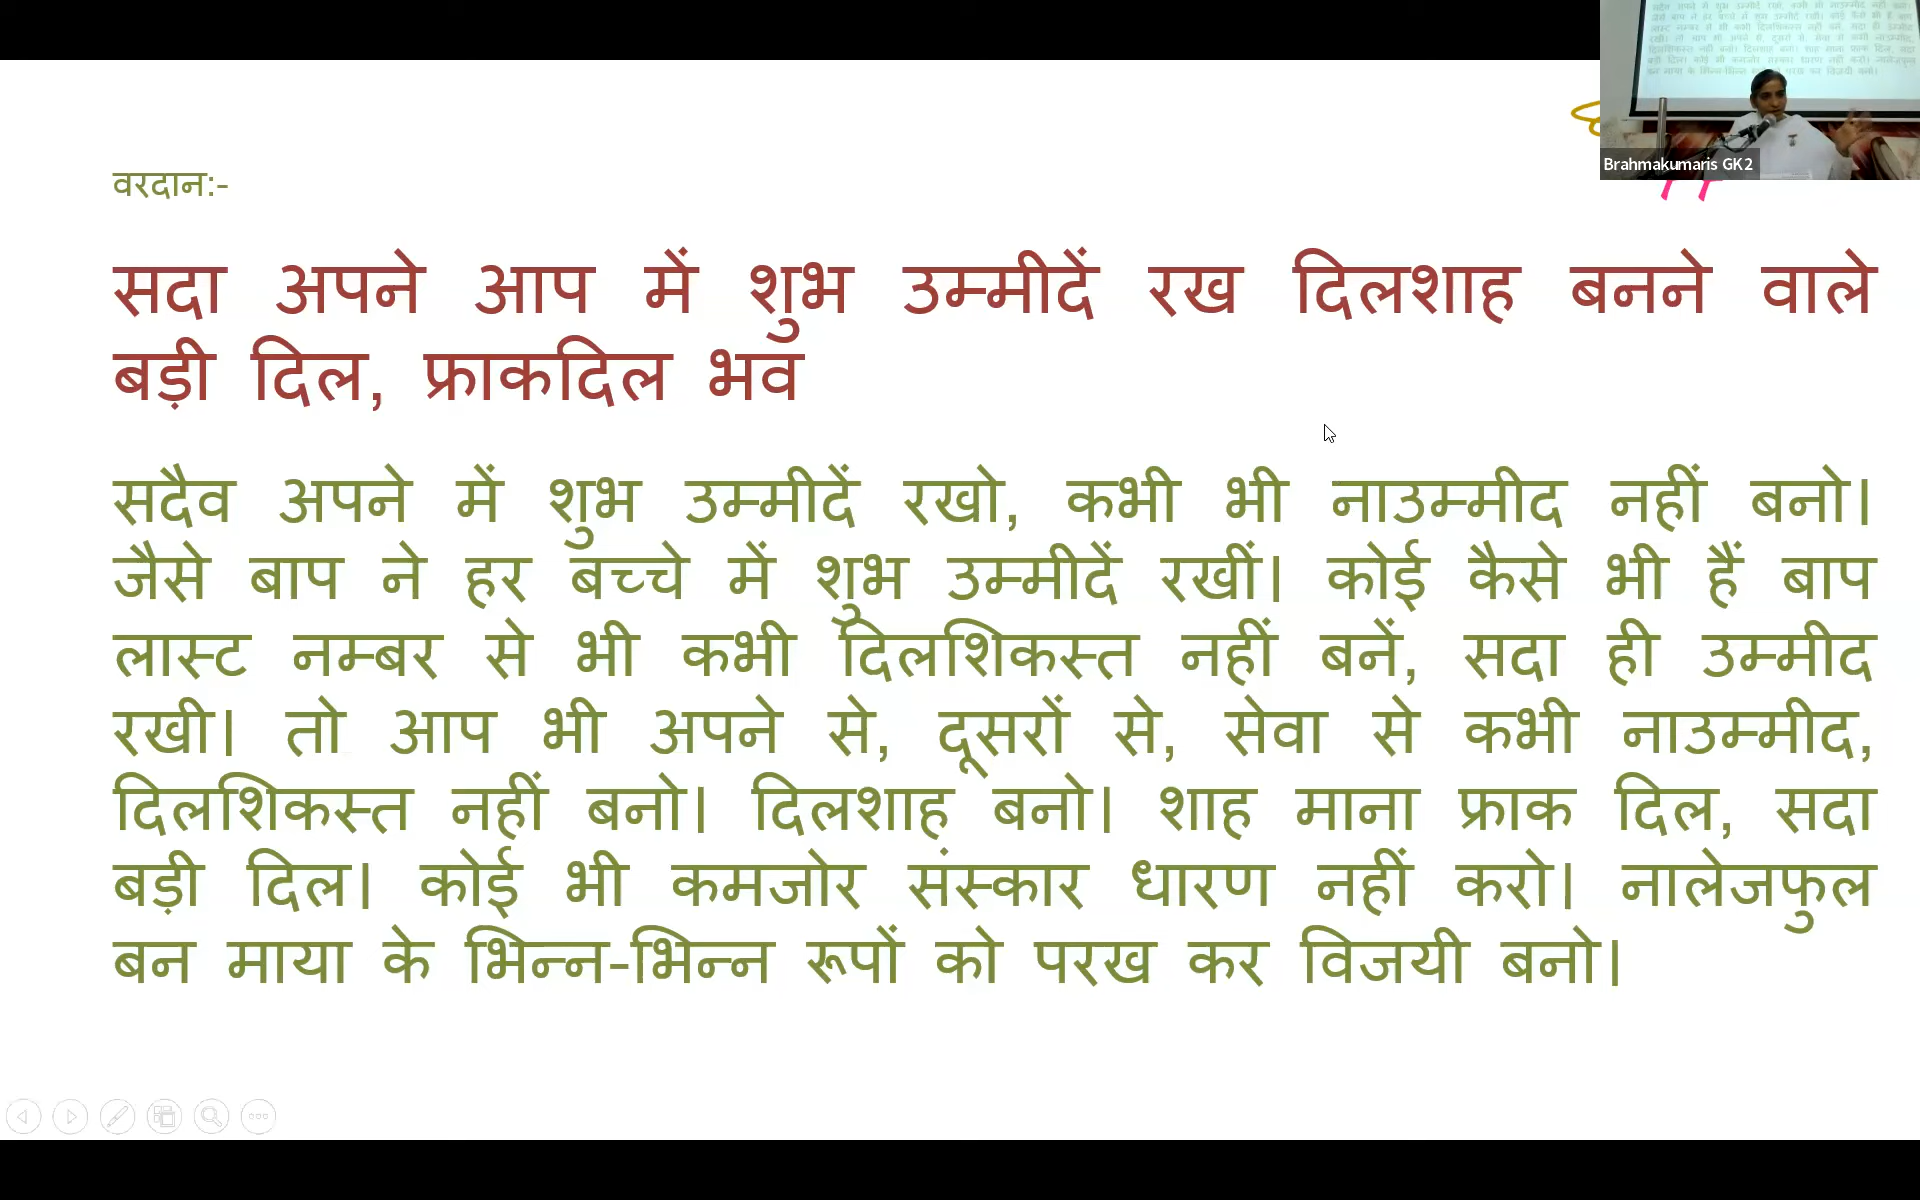 वरदान:-
सदा अपने आप में शुभ उम्मीदें रख दिलशाह बनने वाले
बड़ी दिल, फ्राकदिल भव
सदैव अपने में शुभ उम्मीदें रखो, कभी भी नाउम्मीद नहीं बनो।
जैसे बाप ने हर बच्चे में शुभ उम्मीदें रखीं। कोई कैसे भी हैं बाप
लास्ट नम्बर से भी कभी दिलशिकस्त नहीं बनें, सदा ही उम्मीद
रखी। तो आप भी अपने से, दूसरों से, सेवा से कभी नाउम्मीद,
दिलशिकस्त नहीं बनो। दिलशाह बनो। शाह माना फ्राक दिल, सदा
बड़ी दिल। कोई भी कमजोर संस्कार धारण नहीं करो। नालेजफुल
बन माया के भिन्न-भिन्न रूपों को परख कर विजयी बनो।
Brahmakumaris GK2